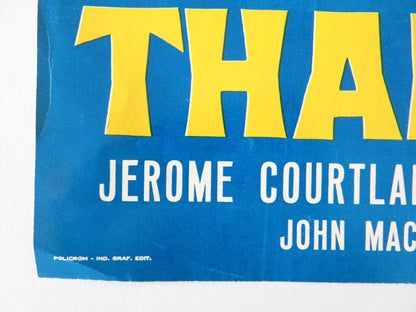 THA
JEROME COURTLA
JOHN MAC
POLICROM - IND. GRAF. EDIT.